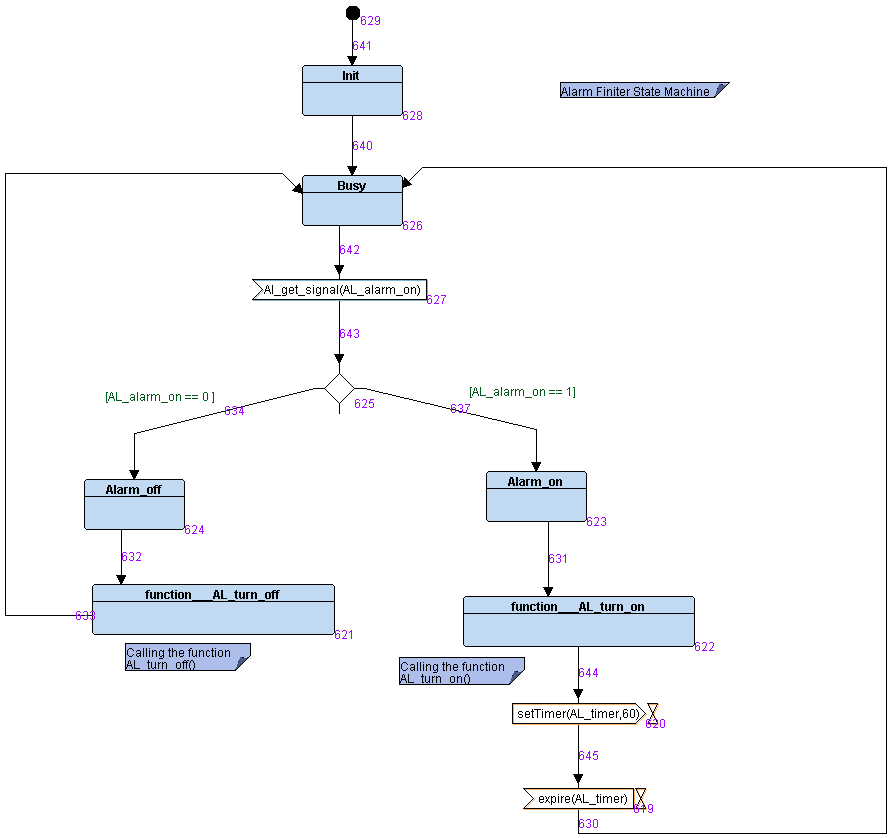 629
641
Init
628
Alarm Finiter State Machine
640
Busy
626
642
AI_get_signal(AL_alarm_on)
627
643
[AL_alarm_on == 0 ]
634
625
637
[AL_alarm_on == 1]
Alarm_off
624
Alarm_on
623
632
631
function___AL_turn_off
633
621
function___AL_turn_on
622
Calling the function
AL_turn_off()
Calling the function
AL_turn_on()
644
setTimer(AL_timer,60)
620
645
expire(AL_timer)
619
630